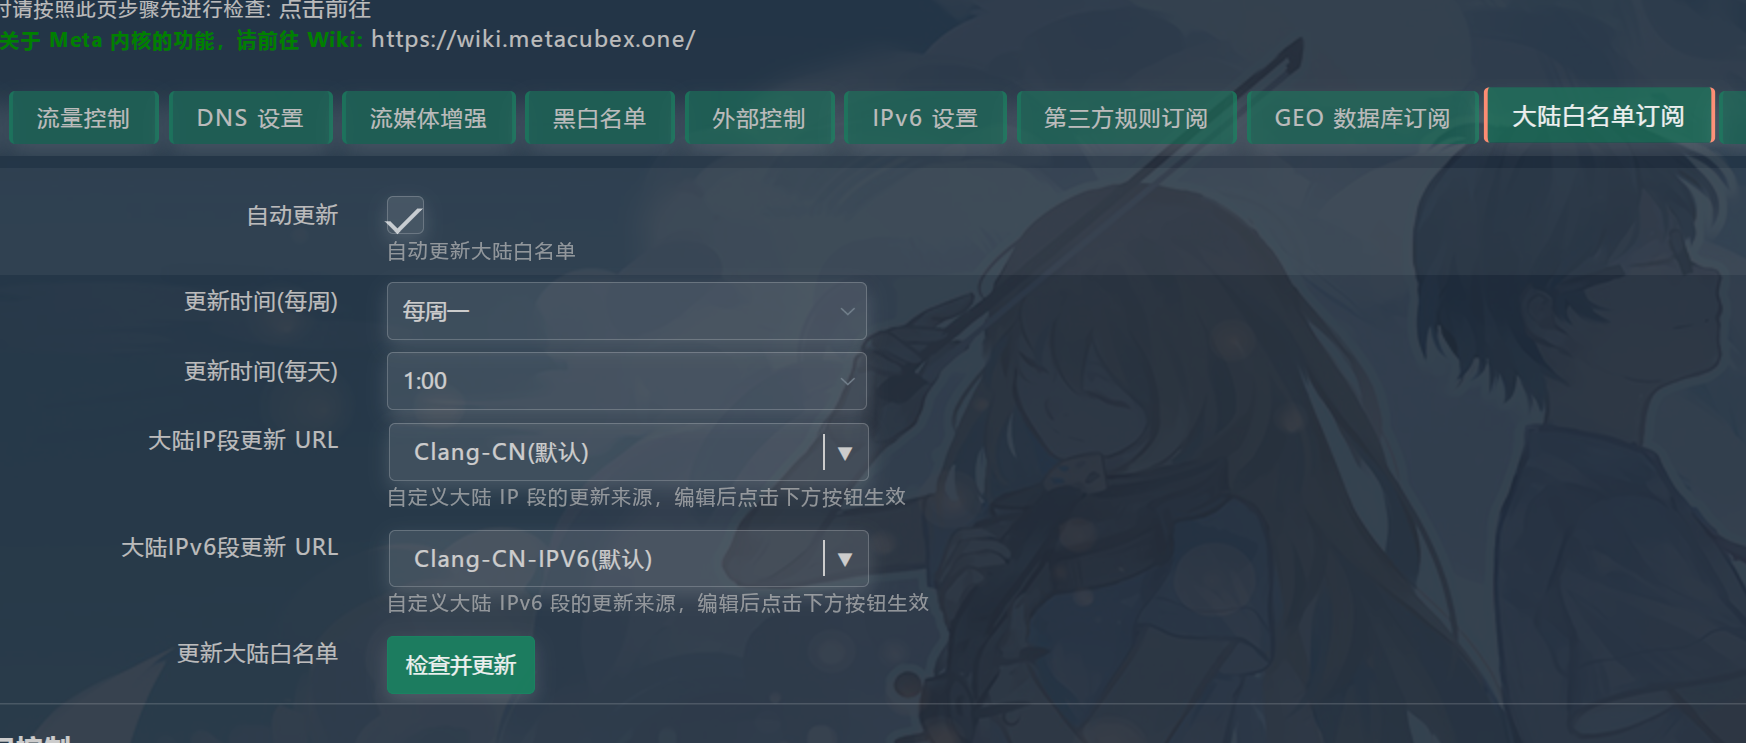 时请按照此页步骤先进行检查: 点击前往
关于 Meta 内核的功能，请前往 Wiki: https://wiki.metacubex.one/
流量控制 DNS 设置 流媒体增强 黑白名单 外部控制 IPv6 设置 第三方规则订阅 GEO 数据库订阅 大陆白名单订阅
自动更新
自动更新大陆白名单
更新时间(每周) 每周一
更新时间(每天) 1:00
大陆IP段更新 URL Clang-CN(默认)
自定义大陆 IP 段的更新来源，编辑后点击下方按钮生效
大陆IPv6段更新 URL Clang-CN-IPV6(默认)
自定义大陆 IPv6 段的更新来源，编辑后点击下方按钮生效
更新大陆白名单 检查并更新